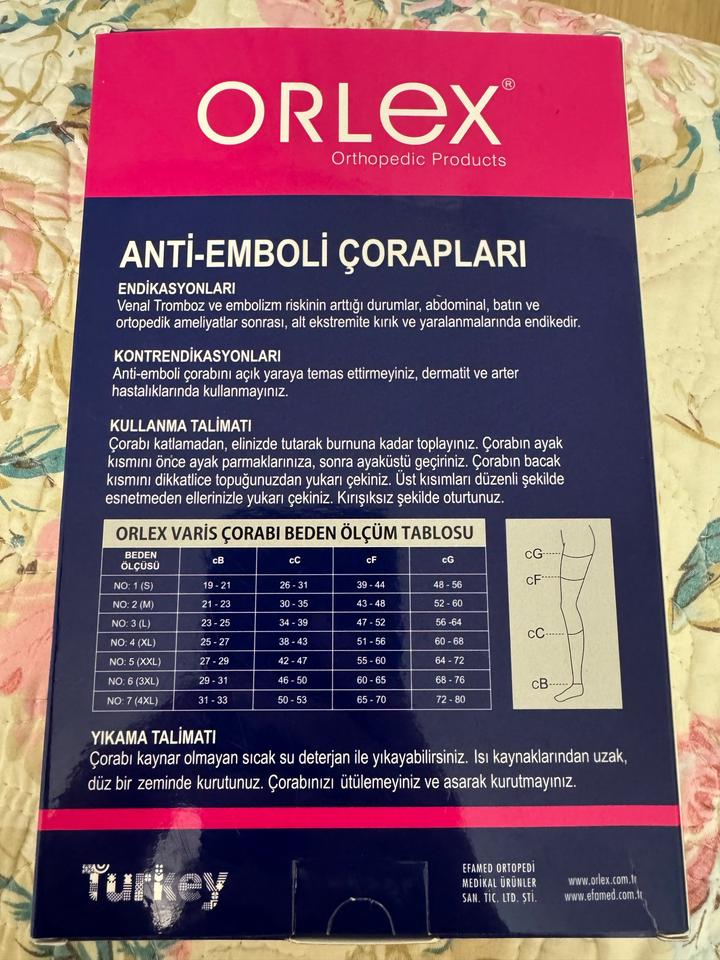 ORLEX®
Orthopedic Products
ANTİ-EMBOLİ ÇORAPLARI
ENDİKASYONLARI
Venal Tromboz ve embolizm riskinin arttığı durumlar, abdominal, batın ve
ortopedik ameliyatlar sonrası, alt ekstremite kırık ve yaralanmalarında endikedir.
KONTRENDİKASYONLARI
Anti-emboli çorabını açık yaraya temas ettirmeyiniz, dermatit ve arter
hastalıklarında kullanmayınız.
KULLANMA TALİMATI
Çorabı katlamadan, elinizde tutarak burnuna kadar toplayınız. Çorabın ayak
kısmını önce ayak parmaklarınıza, sonra ayaküstü geçiriniz. Çorabın bacak
kısmını dikkatlice topuğunuzdan yukarı çekiniz. Üst kısımları düzenli şekilde
esnetmeden ellerinizle yukarı çekiniz. Kırışıksız şekilde oturtunuz.
ORLEX VARİS ÇORABI BEDEN ÖLÇÜM TABLOSU
BEDEN ÖLÇÜSÜ cB cC cF cG
NO: 1 (S) 19 - 21 26 - 31 39 - 44 48 - 56
NO: 2 (M) 21 - 23 30 - 35 43 - 48 52 - 60
NO: 3 (L) 23 - 25 34 - 39 47 - 52 56 -64
NO: 4 (XL) 25 - 27 38 - 43 51 - 56 60 - 68
NO: 5 (XXL) 27 - 29 42 - 47 55 - 60 64 - 72
NO: 6 (3XL) 29 - 31 46 - 50 60 - 65 68 - 76
NO: 7 (4XL) 31 - 33 50 - 53 65 - 70 72 - 80
cG
cF
cC
cB
YIKAMA TALİMATI
Çorabı kaynar olmayan sıcak su deterjan ile yıkayabilirsiniz. Isı kaynaklarından uzak,
düz bir zeminde kurutunuz. Çorabınızı ütülemeyiniz ve asarak kurutmayınız.
Turkey
EFAMED ORTOPEDİ
MEDİKAL ÜRÜNLER
SAN. TİC. LTD. ŞTİ.
www.orlex.com.tr
www.efamed.com.tr